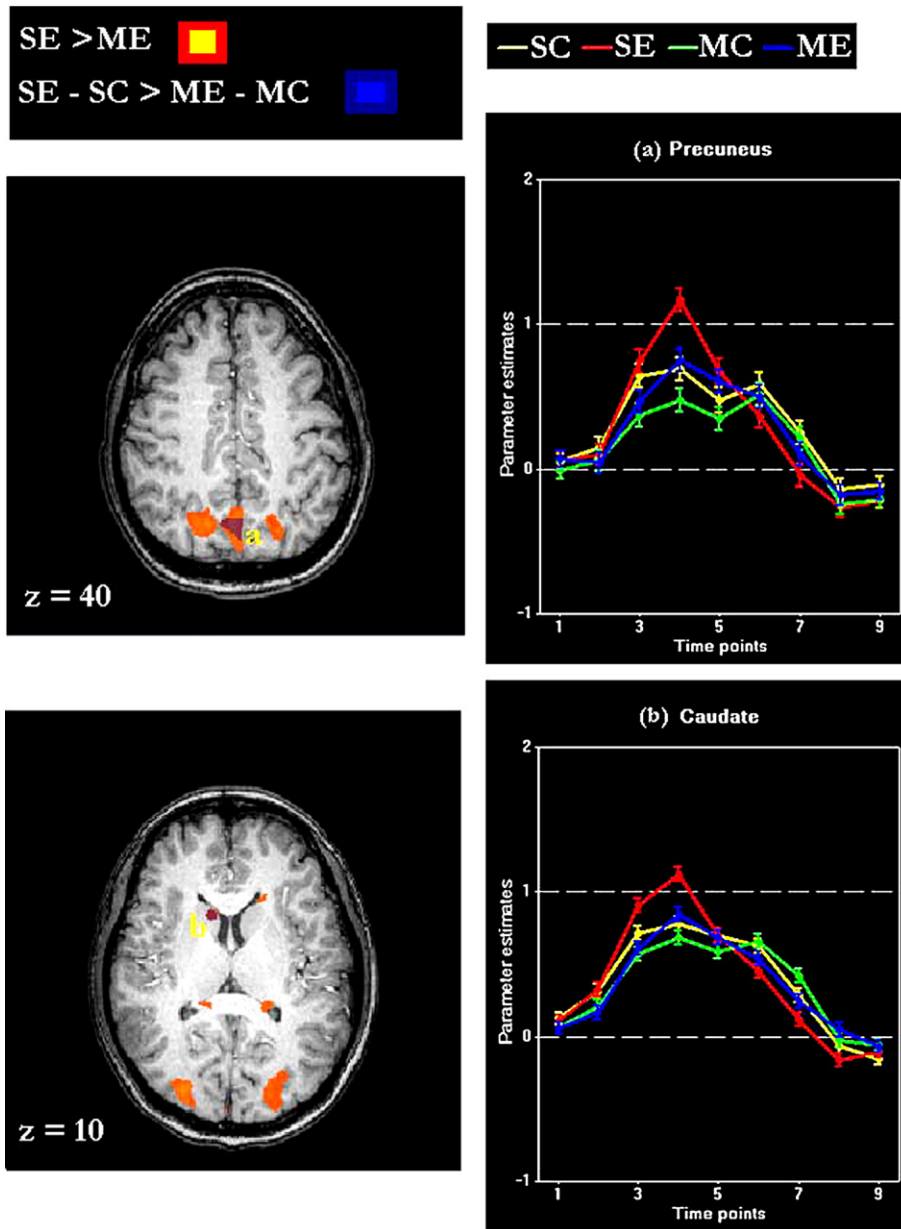 SE >ME
SE - SC > ME - MC
SC SE MC ME
a
z = 40
(a) Precuneus
2
1
0
-1
Parameter estimates
1 3 5 7 9
Time points
b
z = 10
(b) Caudate
2
1
0
-1
Parameter estimates
1 3 5 7 9
Time points